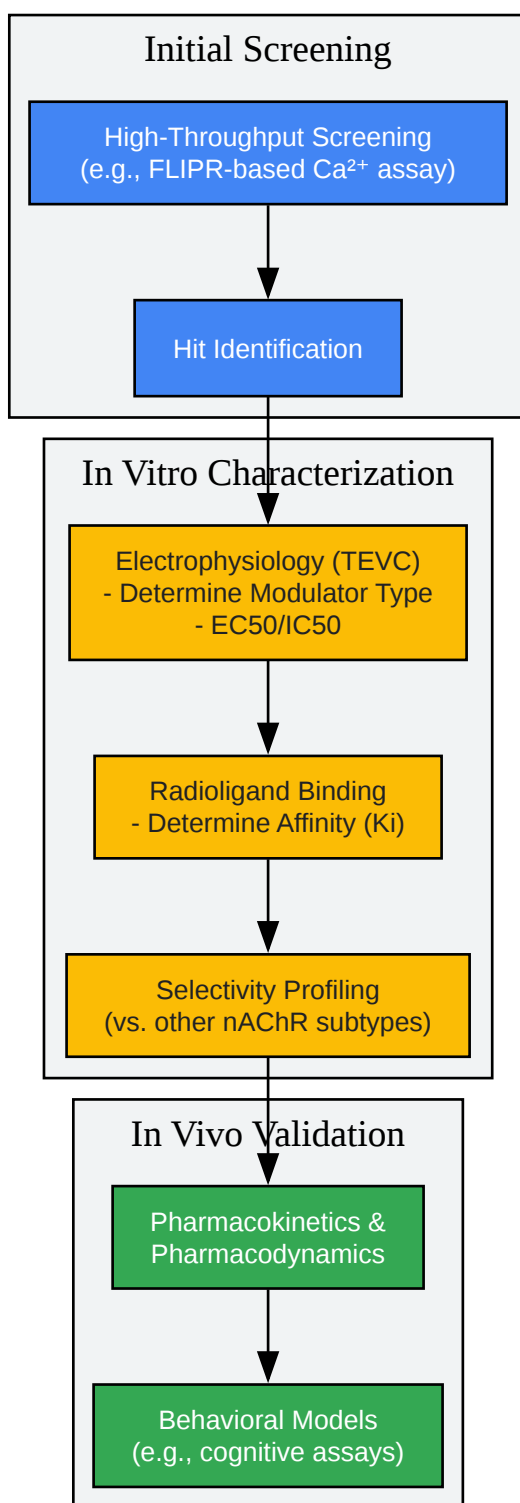 Initial Screening
High-Throughput Screening
(e.g., FLIPR-based Ca²⁺ assay)
Hit Identification
In Vitro Characterization
Electrophysiology (TEVC)
- Determine Modulator Type
- EC50/IC50
Radioligand Binding
- Determine Affinity (Ki)
Selectivity Profiling
(vs. other nAChR subtypes)
In Vivo Validation
Pharmacokinetics &
Pharmacodynamics
Behavioral Models
(e.g., cognitive assays)